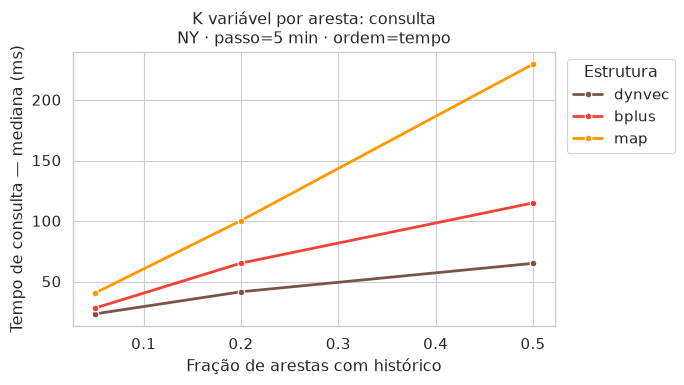 K variável por aresta: consulta
NY · passo=5 min · ordem=tempo
Tempo de consulta — mediana (ms)
200
150
100
50
0.1
0.2
0.3
0.4
0.5
Fração de arestas com histórico
Estrutura
dynvec
bplus
map